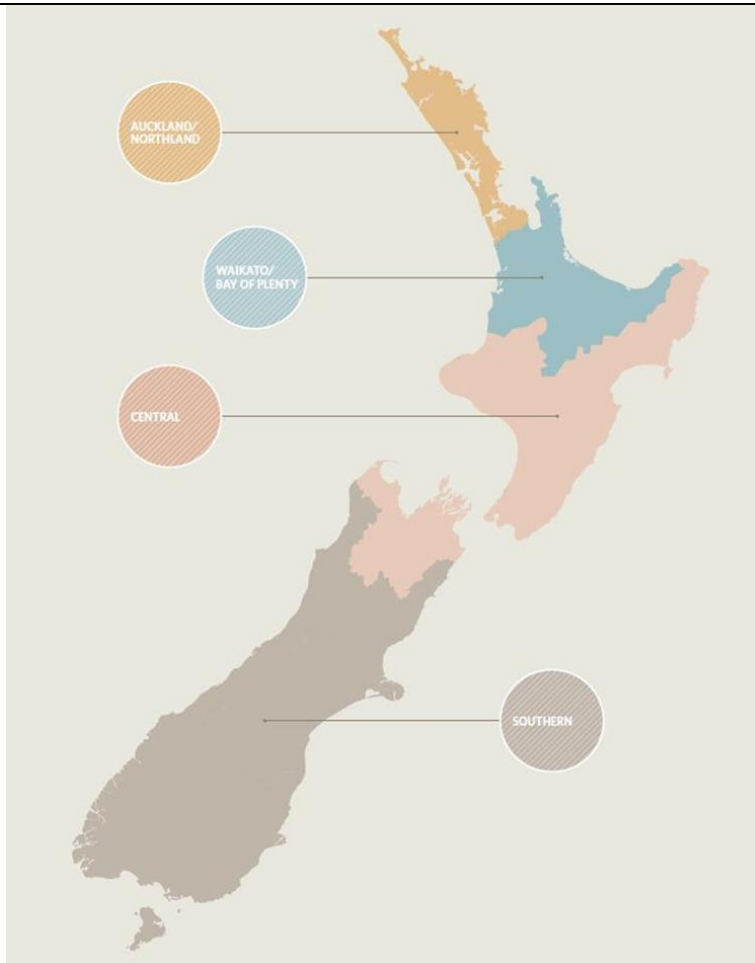 AUCKLAND/
NORTHLAND
WAIKATO/
BAY OF PLENTY
CENTRAL
SOUTHERN